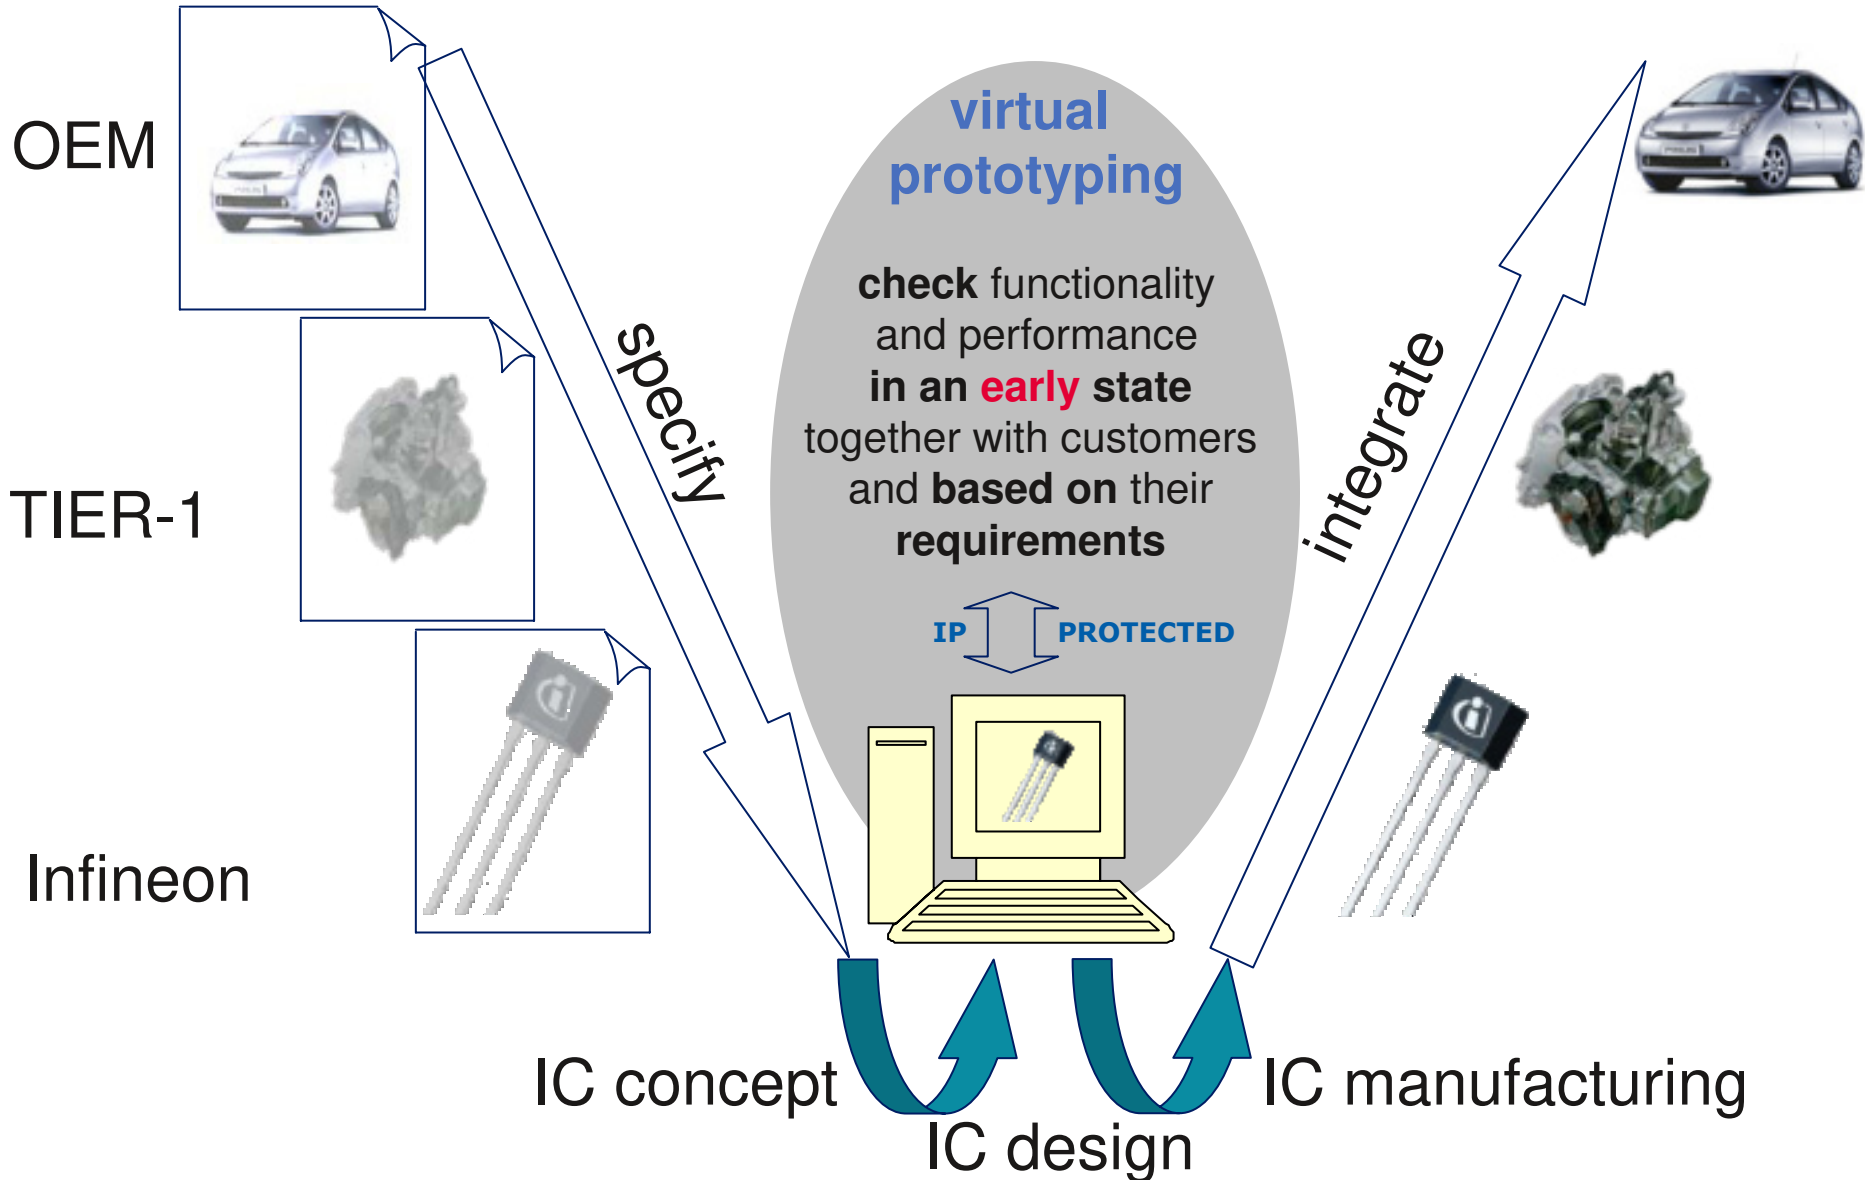 OEM
TIER-1
Infineon
specify
virtual
prototyping
check functionality
and performance
in an early state
together with customers
and based on their
requirements
IP PROTECTED
integrate
IC concept
IC design
IC manufacturing